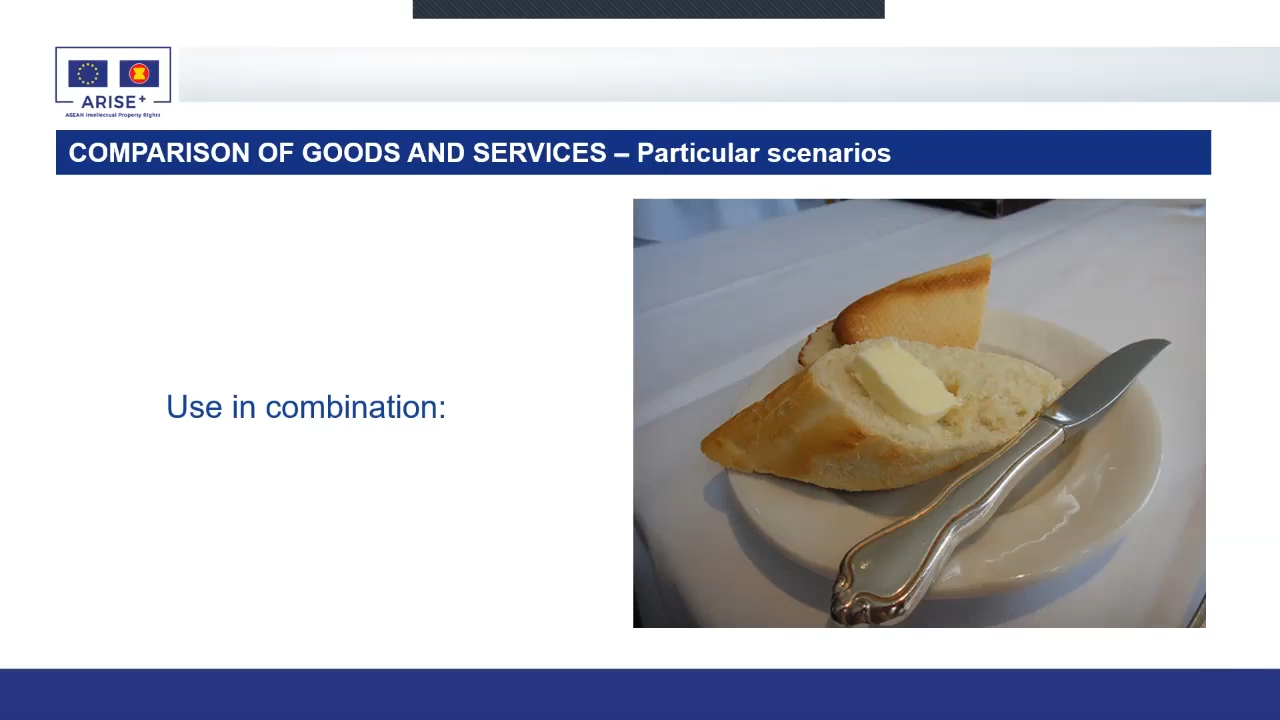 ARISE+
ASEAN Intellectual Property Rights
COMPARISON OF GOODS AND SERVICES – Particular scenarios
Use in combination: